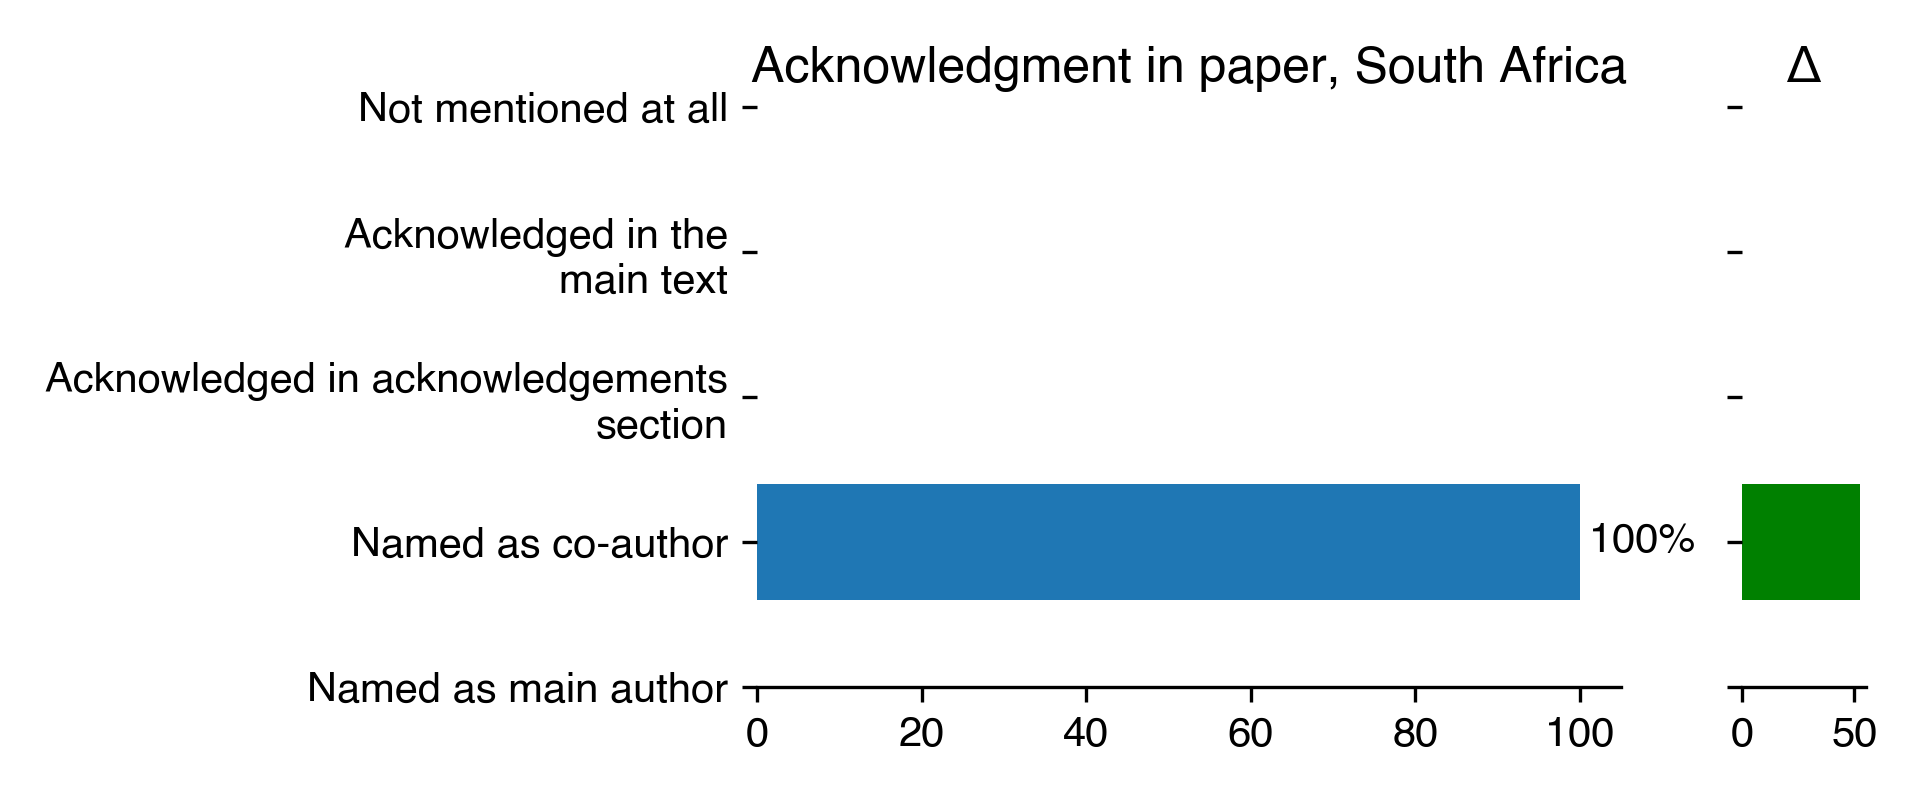 Acknowledgment in paper, South Africa
Δ
Not mentioned at all
Acknowledged in the
main text
Acknowledged in acknowledgements
section
Named as co-author
100%
Named as main author
0 20 40 60 80 100
0 50